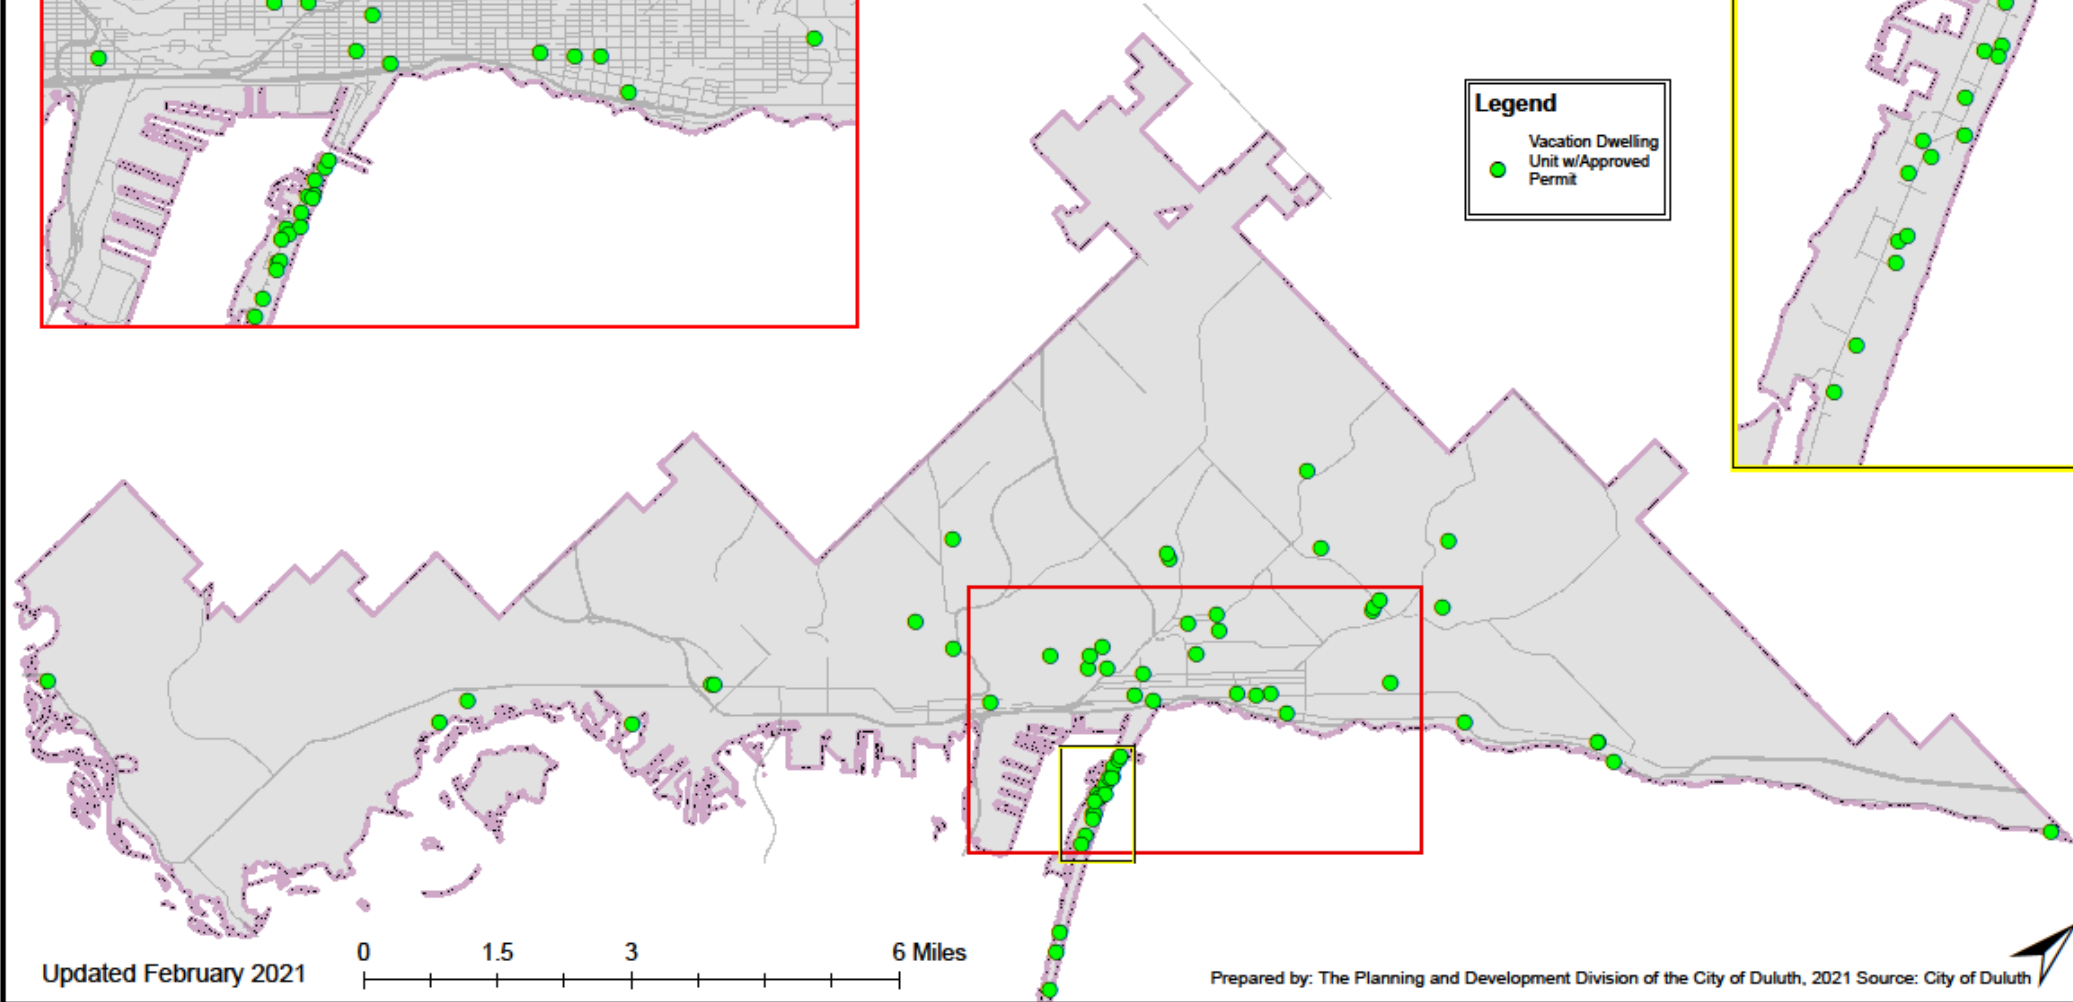 Legend
Vacation Dwelling
Unit w/Approved
Permit
0 1.5 3 6 Miles
Updated February 2021
Prepared by: The Planning and Development Division of the City of Duluth, 2021 Source: City of Duluth